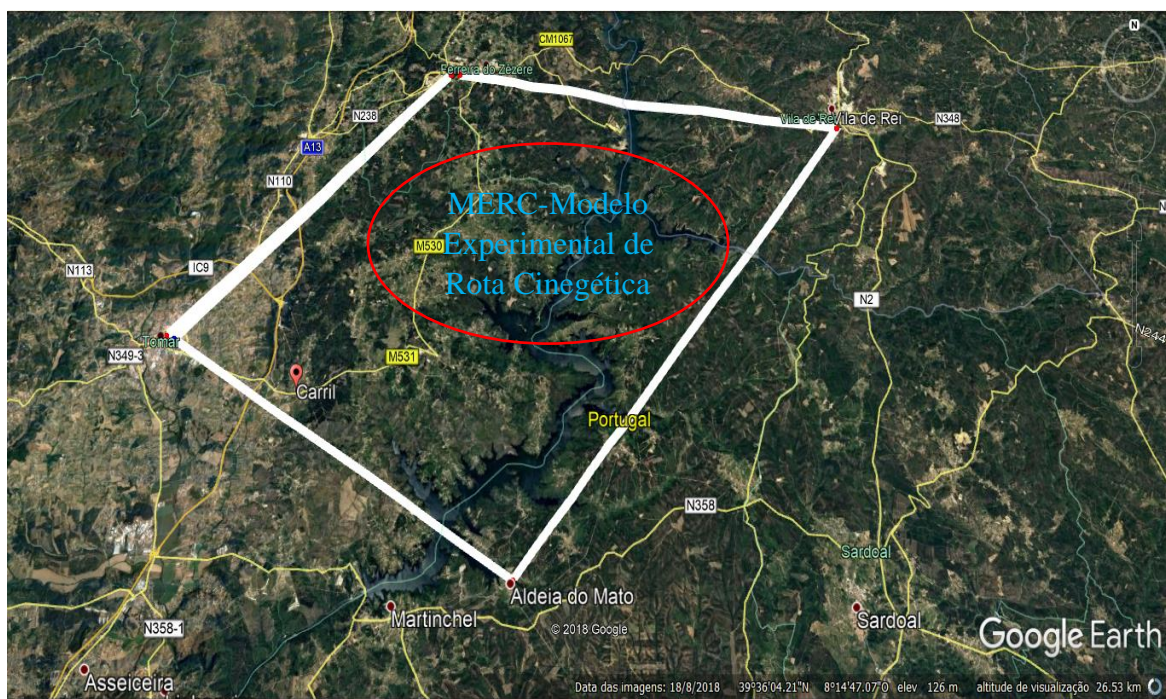 N
CM1067
Ferreira do Zêzere
N238
Vila de Rei
Vila de Rei
N348
A13
N110
MERC-Modelo
Experimental de
Rota Cinegética
M530
N113
IC9
N2
N244
Tomar
N349-3
M531
Carril
Portugal
N358
Sardoal
Aldeia do Mato
Martinchel
Sardoal
© 2018 Google
N358-1
Google Earth
Asseiceira
Data das imagens: 18/8/2018 39°36'04.21"N 8°14'47.07"O elev 126 m altitude de visualização 26.53 km